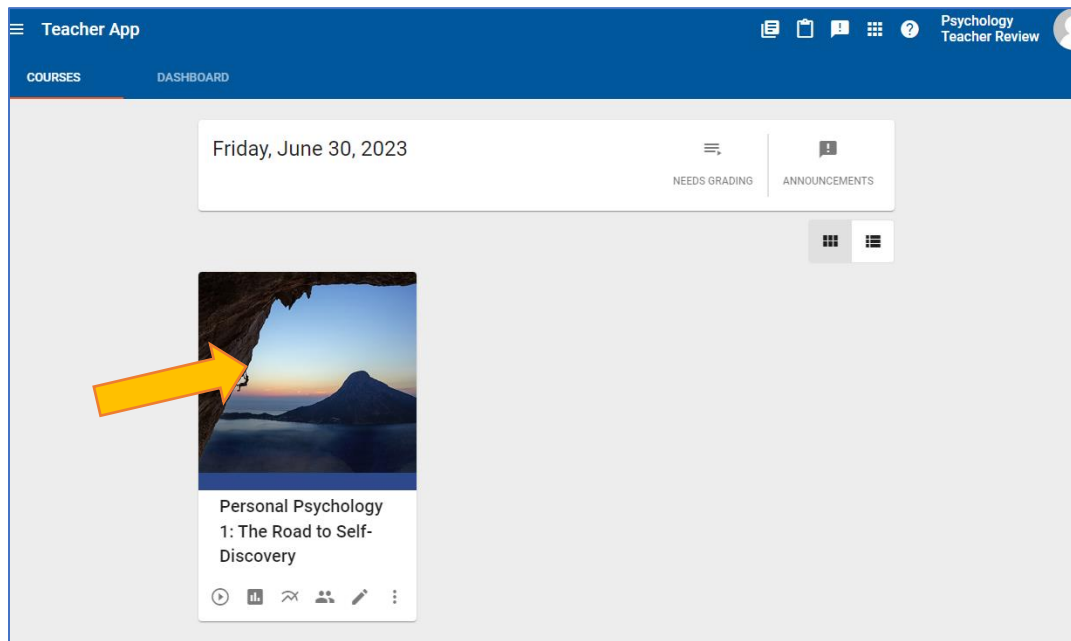 Teacher App
Psychology
Teacher Review
COURSES
DASHBOARD
Friday, June 30, 2023
NEEDS GRADING
ANNOUNCEMENTS
Personal Psychology
1: The Road to Self-
Discovery